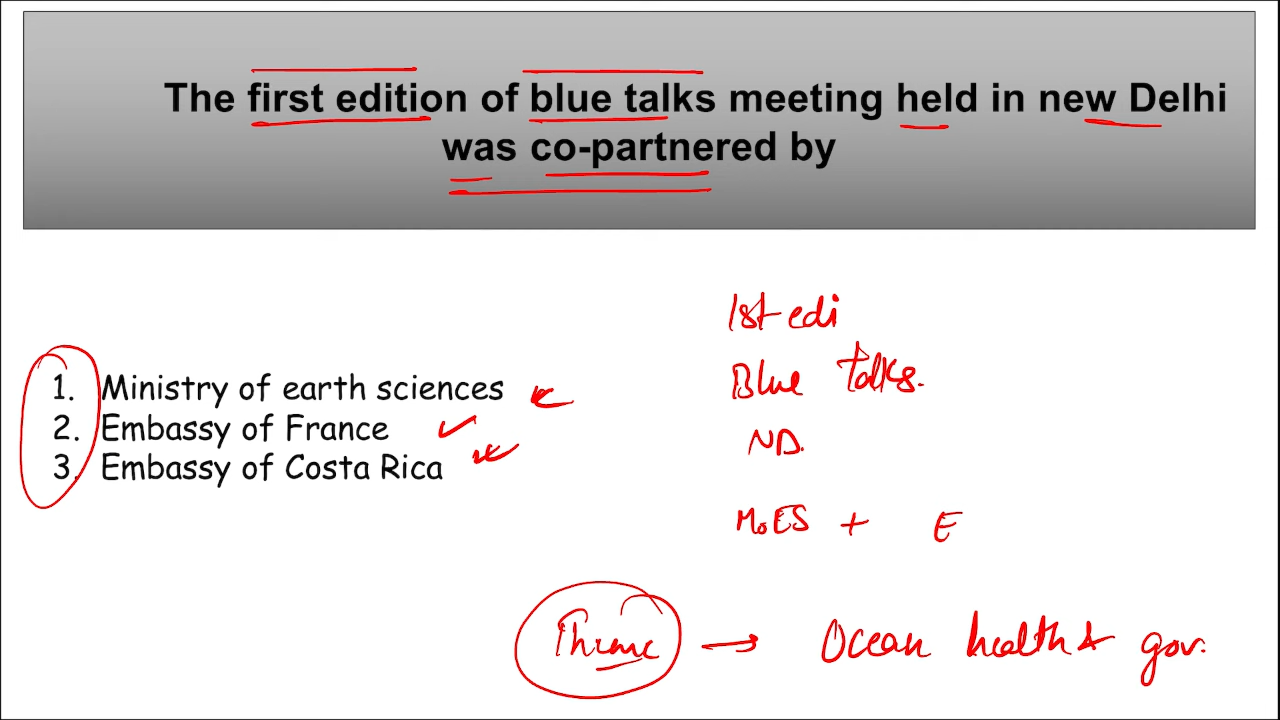 The first edition of blue talks meeting held in new Delhi
was co-partnered by
1. Ministry of earth sciences
2. Embassy of France
3. Embassy of Costa Rica
1st edi
Blue talks.
ND.
MoES + E
Theme → Ocean health & gov.